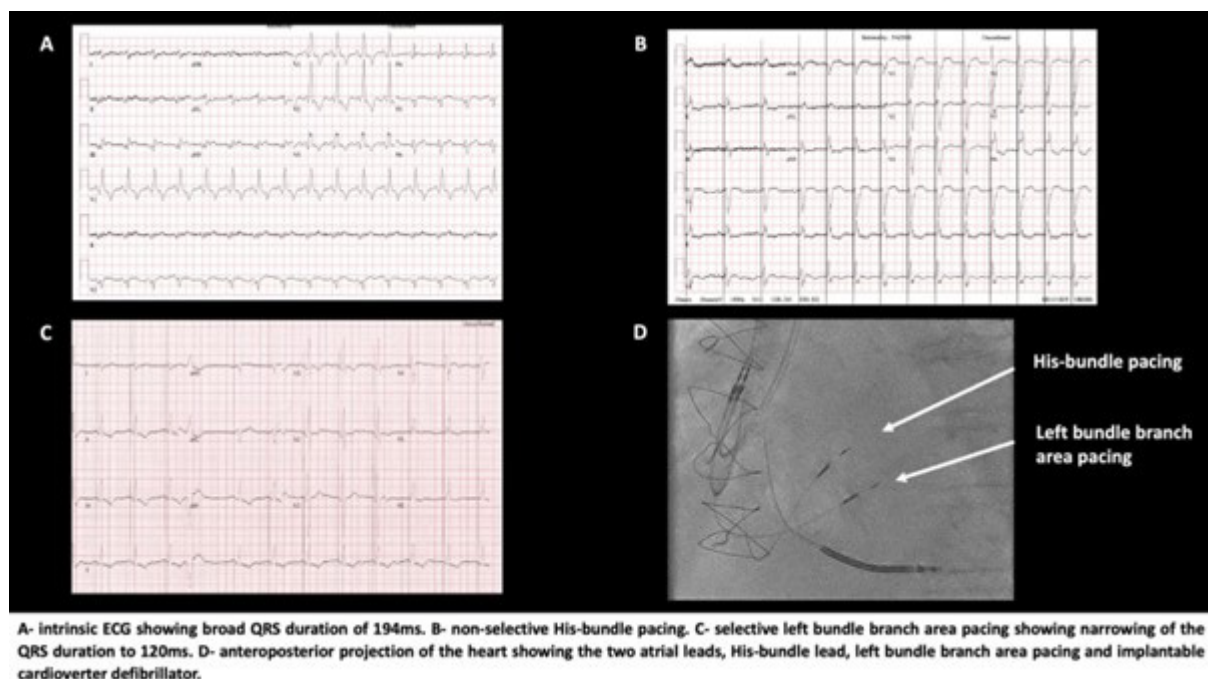 A
B
C
D
His-bundle pacing
Left bundle branch
area pacing
A- intrinsic ECG showing broad QRS duration of 194ms. B- non-selective His-bundle pacing. C- selective left bundle branch area pacing showing narrowing of the
QRS duration to 120ms. D- anteroposterior projection of the heart showing the two atrial leads, His-bundle lead, left bundle branch area pacing and implantable
cardioverter defibrillator.